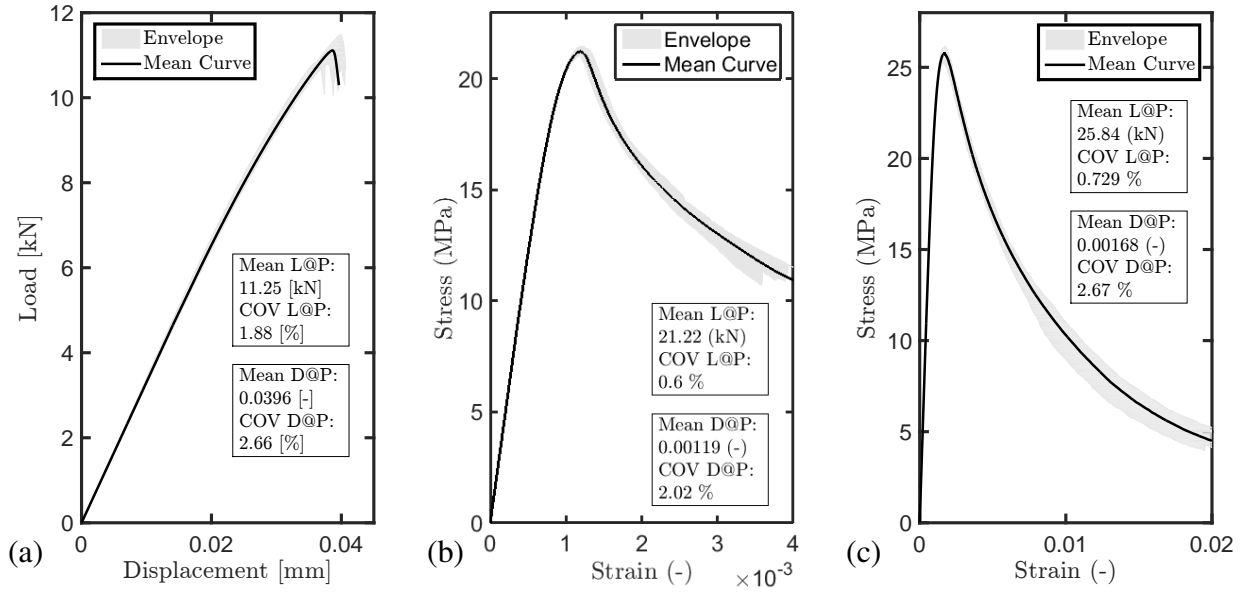 12
10
8
6
4
2
0
Load [kN]
Envelope
Mean Curve
Mean L@P:
11.25 [kN]
COV L@P:
1.88 [%]
Mean D@P:
0.0396 [-]
COV D@P:
2.66 [%]
0
0.02
0.04
(a)
Displacement [mm]
20
15
10
5
0
Stress (MPa)
Envelope
Mean Curve
Mean L@P:
21.22 (kN)
COV L@P:
0.6 %
Mean D@P:
0.00119 (-)
COV D@P:
2.02 %
0
1
2
3
4
(b)
Strain (-)
×10⁻³
25
20
15
10
5
0
Stress (MPa)
Envelope
Mean Curve
Mean L@P:
25.84 (kN)
COV L@P:
0.729 %
Mean D@P:
0.00168 (-)
COV D@P:
2.67 %
0
0.01
0.02
(c)
Strain (-)